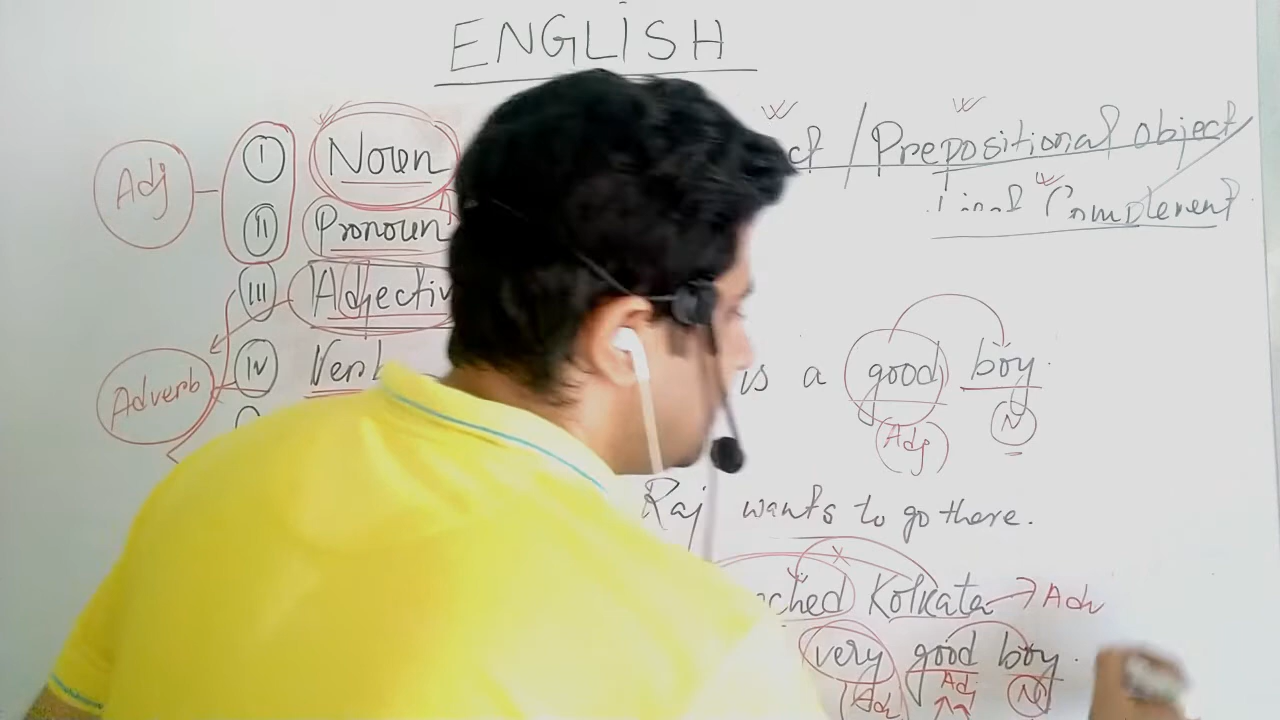 ENGLISH
Adj I Noun ct / Prepositional object
II Pronoun Complement
III Adjectiv
Adverb IV Verb is a good boy.
Adj N
Raj wants to go there.
ched Kolkata → Adv
very good boy.
Adv Adj N